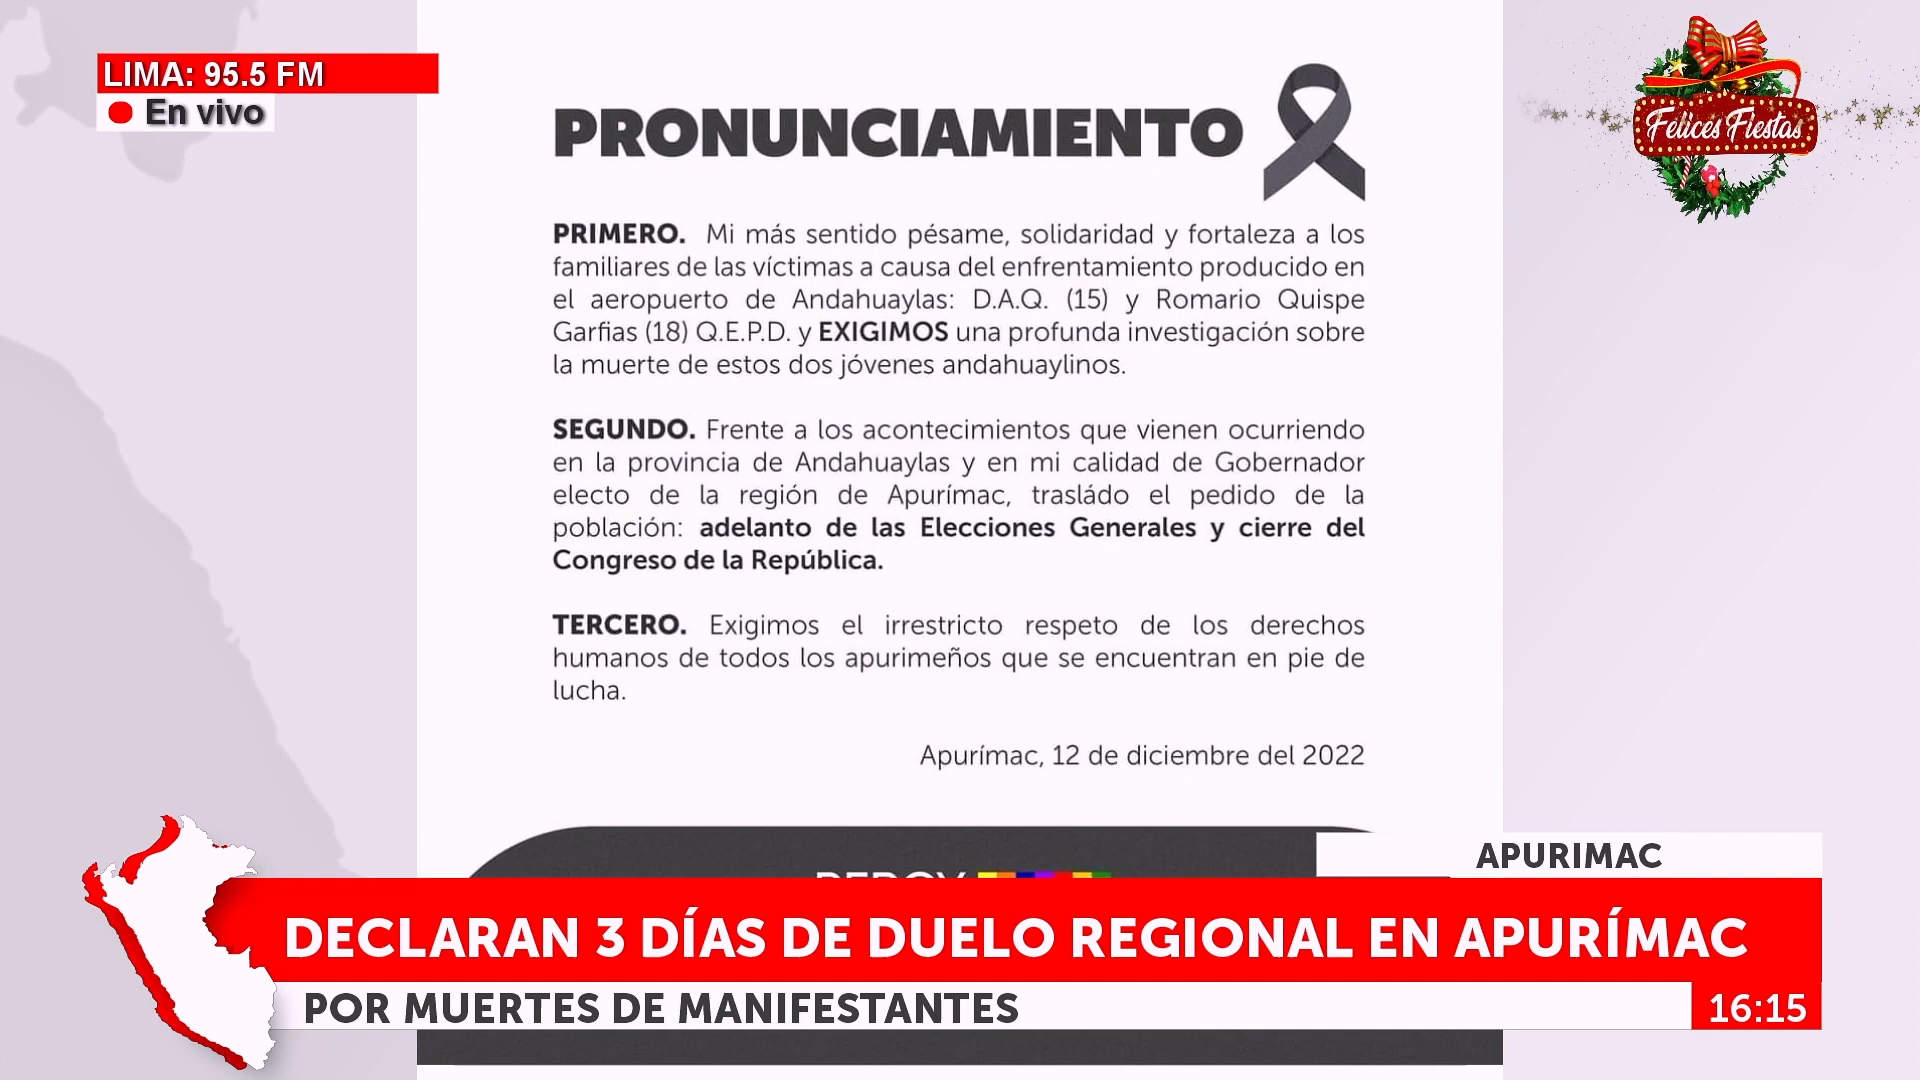 LIMA: 95.5 FM
En vivo
Felices Fiestas
PRONUNCIAMIENTO
PRIMERO. Mi más sentido pésame, solidaridad y fortaleza a los
familiares de las víctimas a causa del enfrentamiento producido en
el aeropuerto de Andahuaylas: D.A.Q. (15) y Romario Quispe
Garfias (18) Q.E.P.D. y EXIGIMOS una profunda investigación sobre
la muerte de estos dos jóvenes andahuaylinos.
SEGUNDO. Frente a los acontecimientos que vienen ocurriendo
en la provincia de Andahuaylas y en mi calidad de Gobernador
electo de la región de Apurímac, trasládo el pedido de la
población: adelanto de las Elecciones Generales y cierre del
Congreso de la República.
TERCERO. Exigimos el irrestricto respeto de los derechos
humanos de todos los apurimeños que se encuentran en pie de
lucha.
Apurímac, 12 de diciembre del 2022
APURIMAC
DECLARAN 3 DÍAS DE DUELO REGIONAL EN APURÍMAC
POR MUERTES DE MANIFESTANTES
16:15